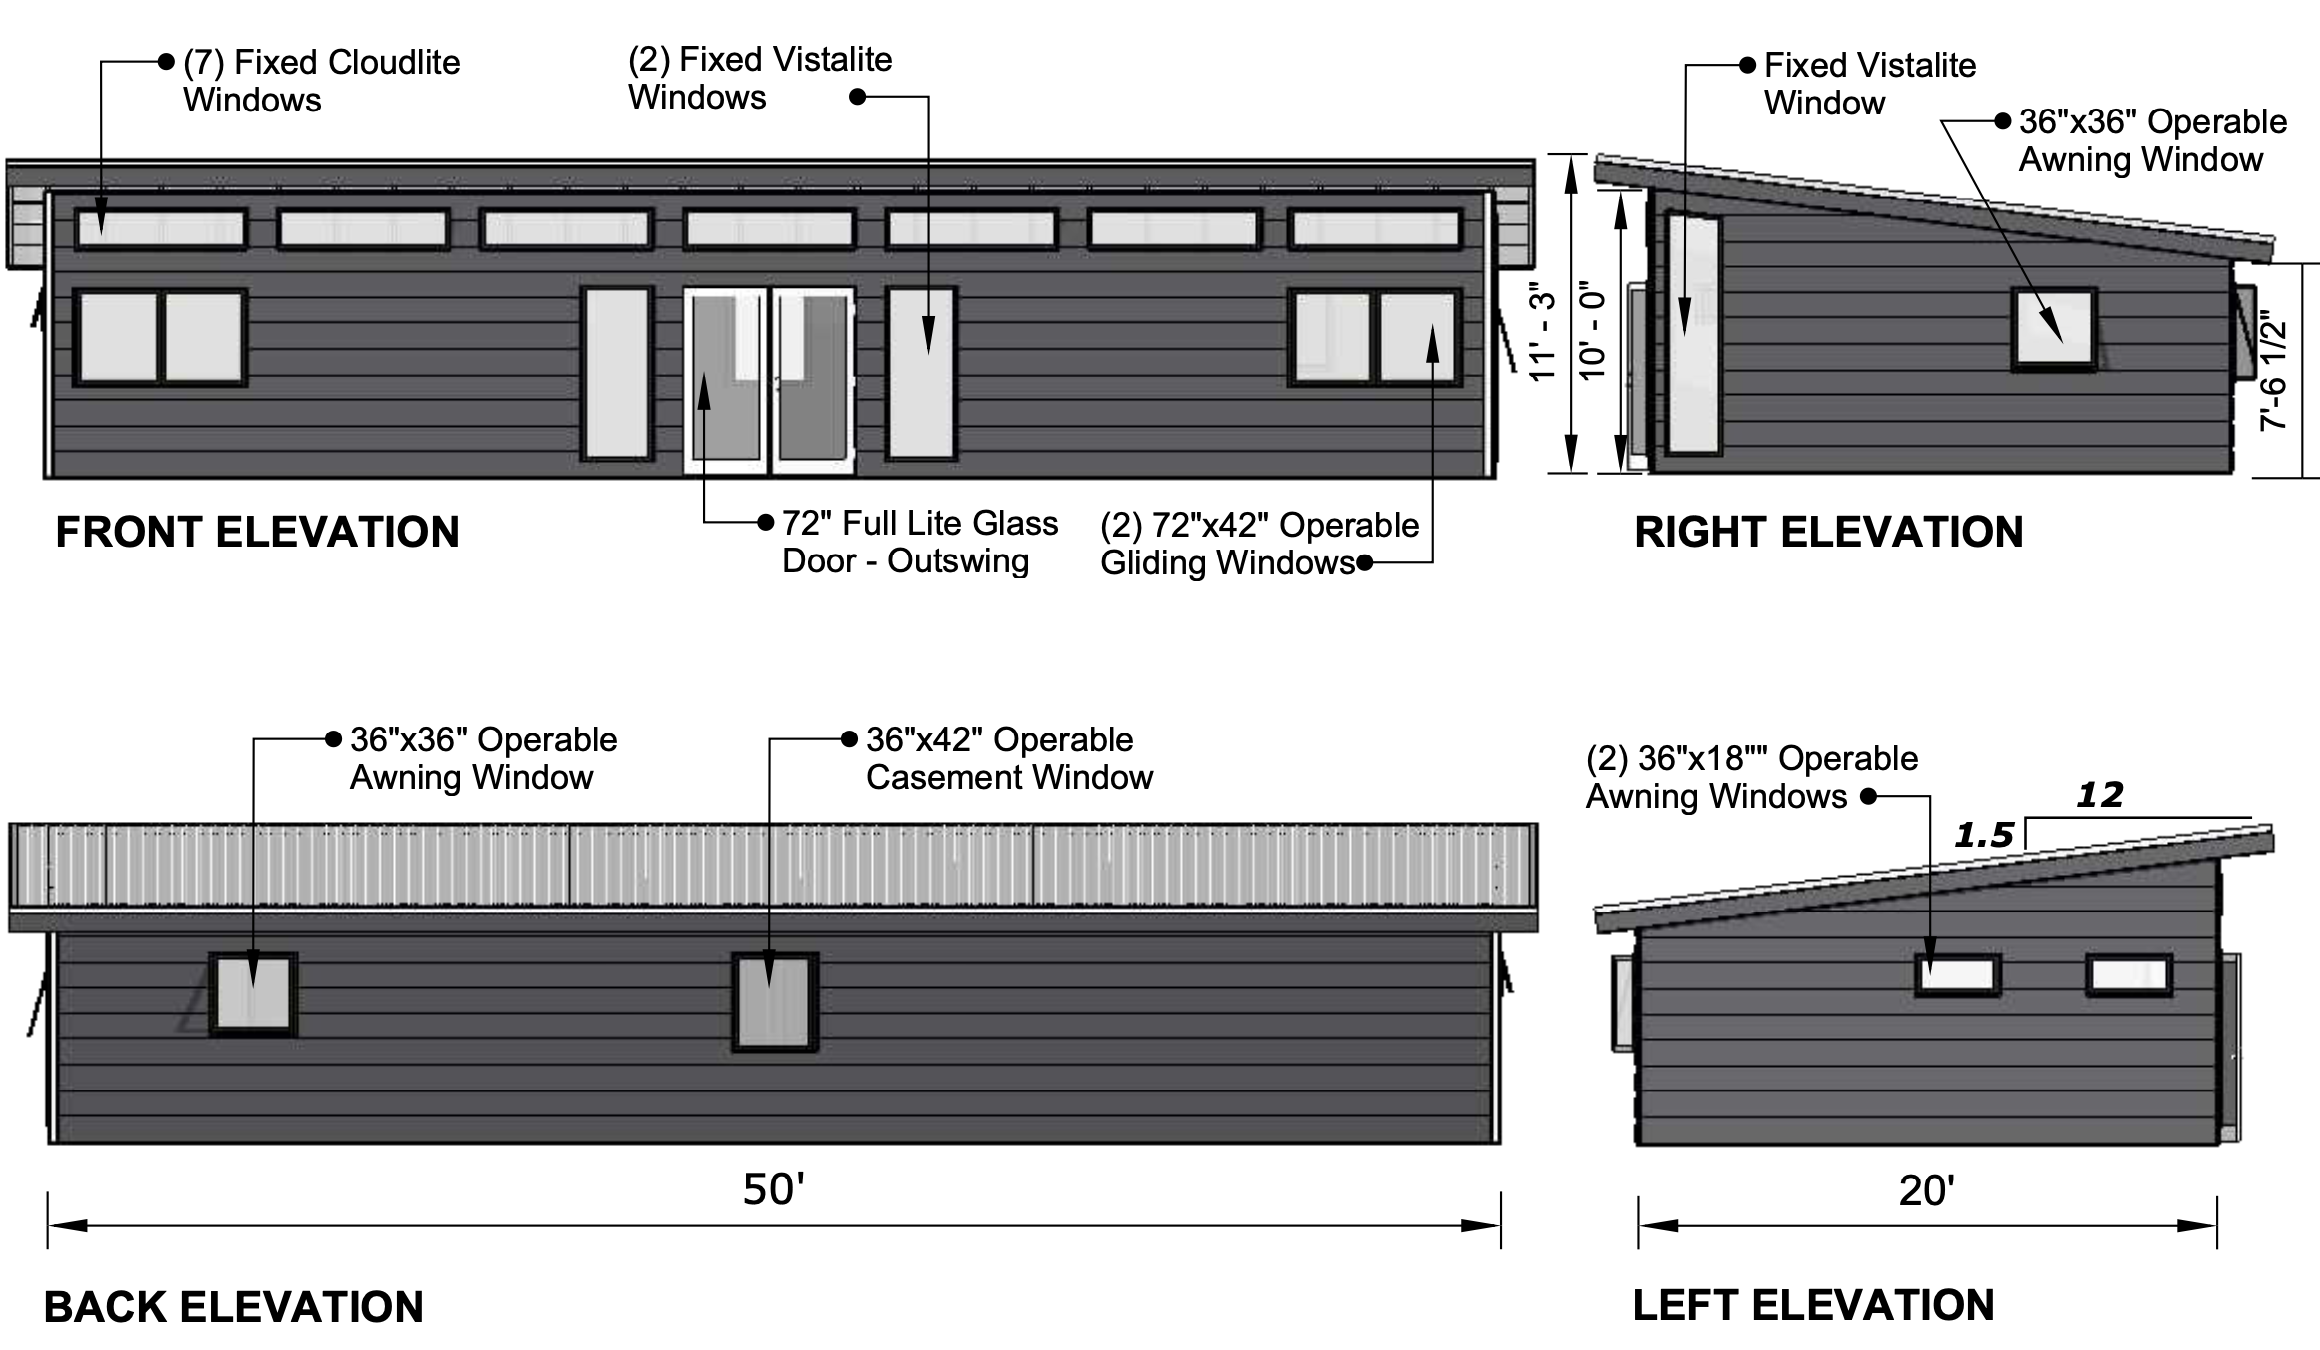 (7) Fixed Cloudlite
Windows
(2) Fixed Vistalite
Windows
Fixed Vistalite
Window
36"x36" Operable
Awning Window
11' - 3"
10' - 0"
7'-6 1/2"
72" Full Lite Glass
Door - Outswing
(2) 72"x42" Operable
Gliding Windows
FRONT ELEVATION
RIGHT ELEVATION
36"x36" Operable
Awning Window
36"x42" Operable
Casement Window
(2) 36"x18"" Operable
Awning Windows
12
1.5
50'
20'
BACK ELEVATION
LEFT ELEVATION